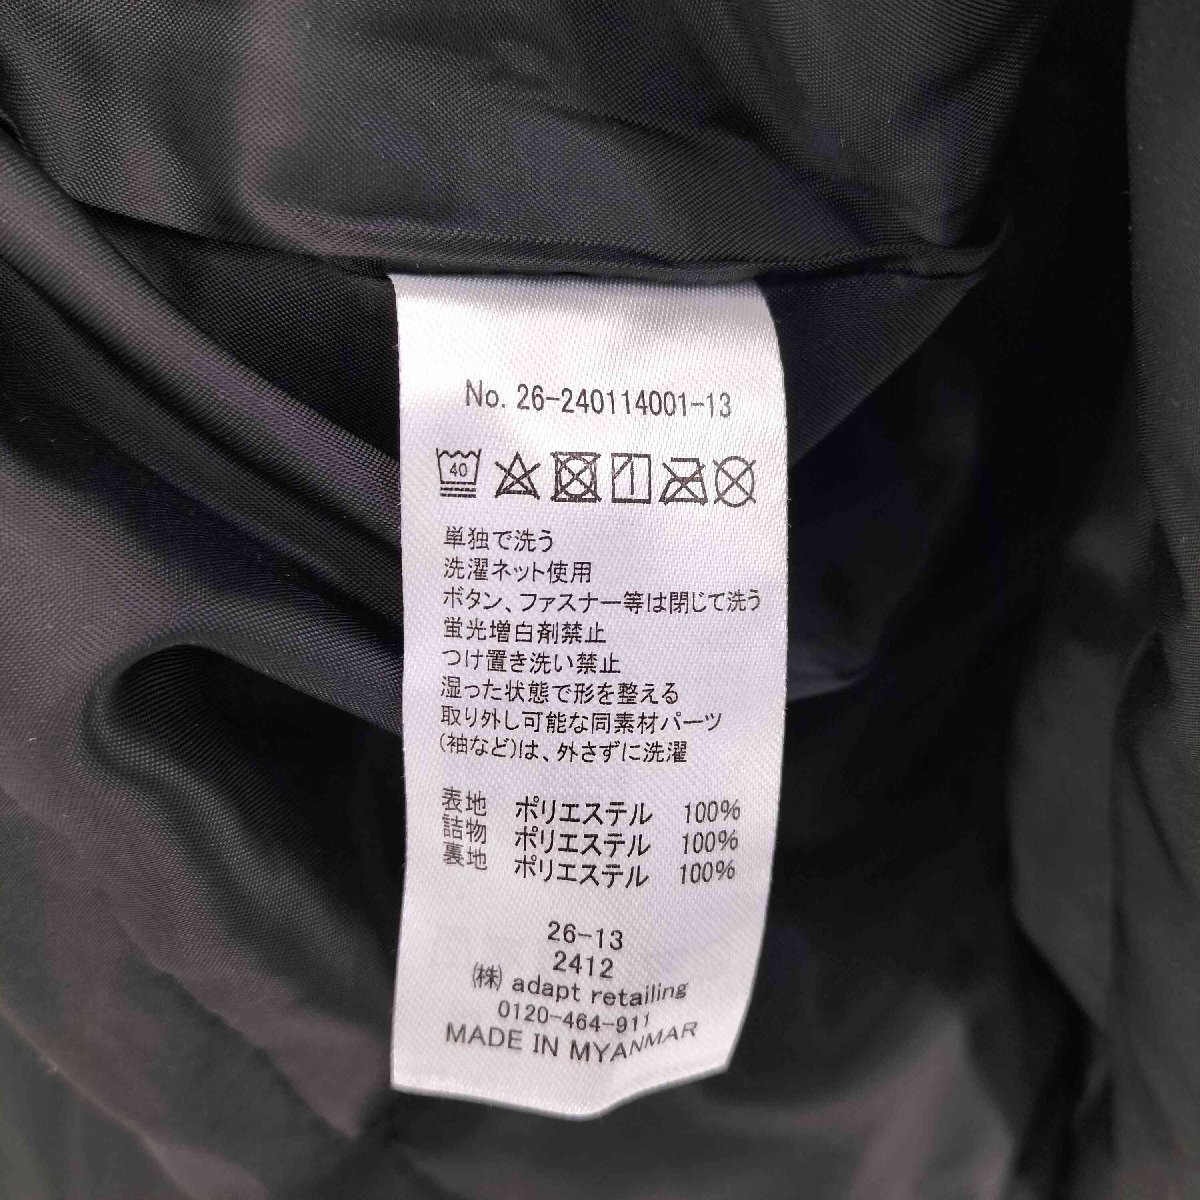 No. 26-240114001-13
40
単独で洗う
洗濯ネット使用
ボタン、ファスナー等は閉じて洗う
蛍光増白剤禁止
つけ置き洗い禁止
湿った状態で形を整える
取り外し可能な同素材パーツ
(袖など)は、外さずに洗濯
表地 ポリエステル 100%
詰物 ポリエステル 100%
裏地 ポリエステル 100%
26-13
2412
(株) adapt retailing
0120-464-911
MADE IN MYANMAR